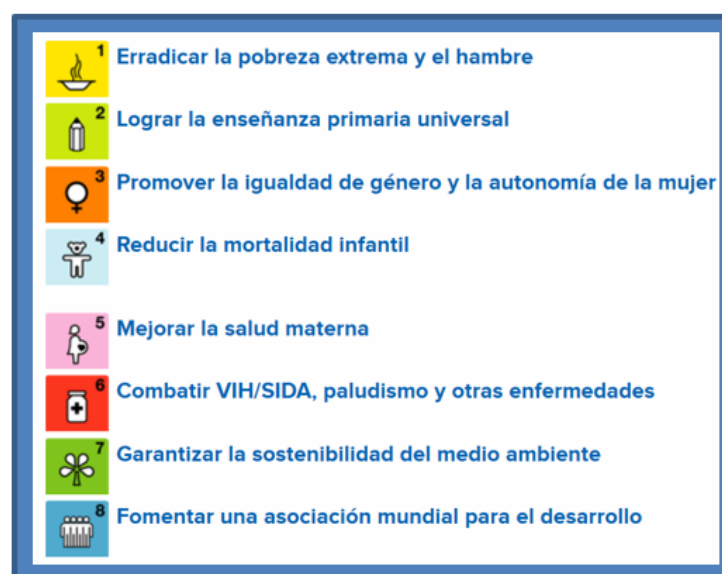 1 Erradicar la pobreza extrema y el hambre
2 Lograr la enseñanza primaria universal
3 Promover la igualdad de género y la autonomía de la mujer
4 Reducir la mortalidad infantil
5 Mejorar la salud materna
6 Combatir VIH/SIDA, paludismo y otras enfermedades
7 Garantizar la sostenibilidad del medio ambiente
8 Fomentar una asociación mundial para el desarrollo